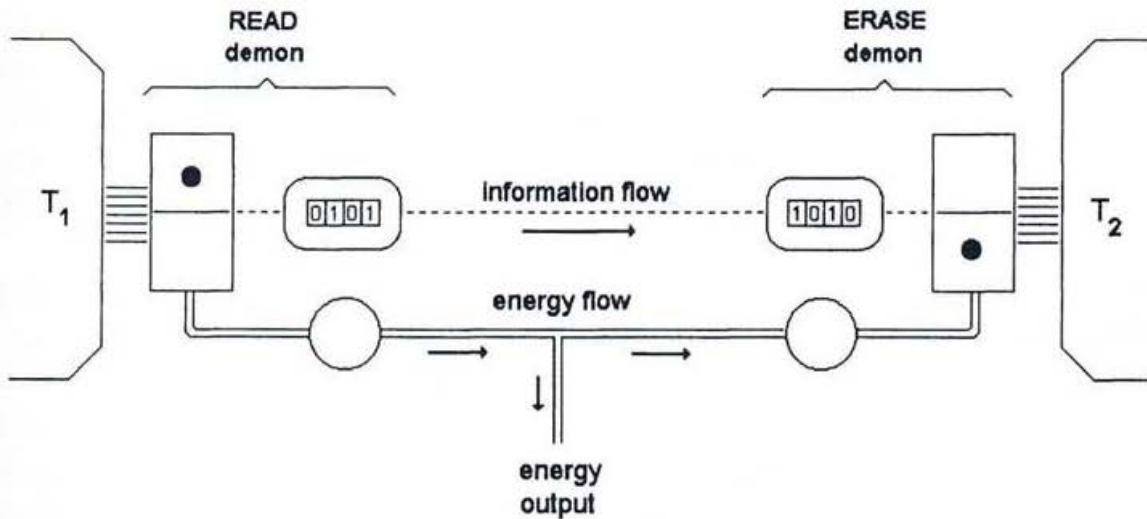 READ
demon
ERASE
demon
T1
0101
information flow
1010
T2
energy flow
energy
output